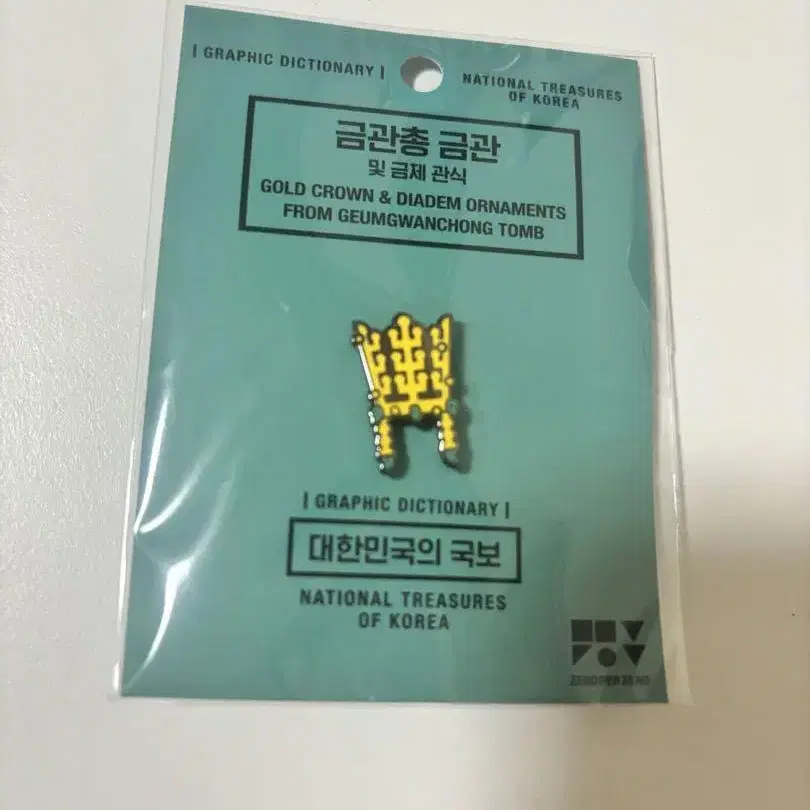 | GRAPHIC DICTIONARY |
NATIONAL TREASURES
OF KOREA
금관총 금관
및 금제 관식
GOLD CROWN & DIADEM ORNAMENTS
FROM GEUMGWANCHONG TOMB
| GRAPHIC DICTIONARY |
대한민국의 국보
NATIONAL TREASURES
OF KOREA